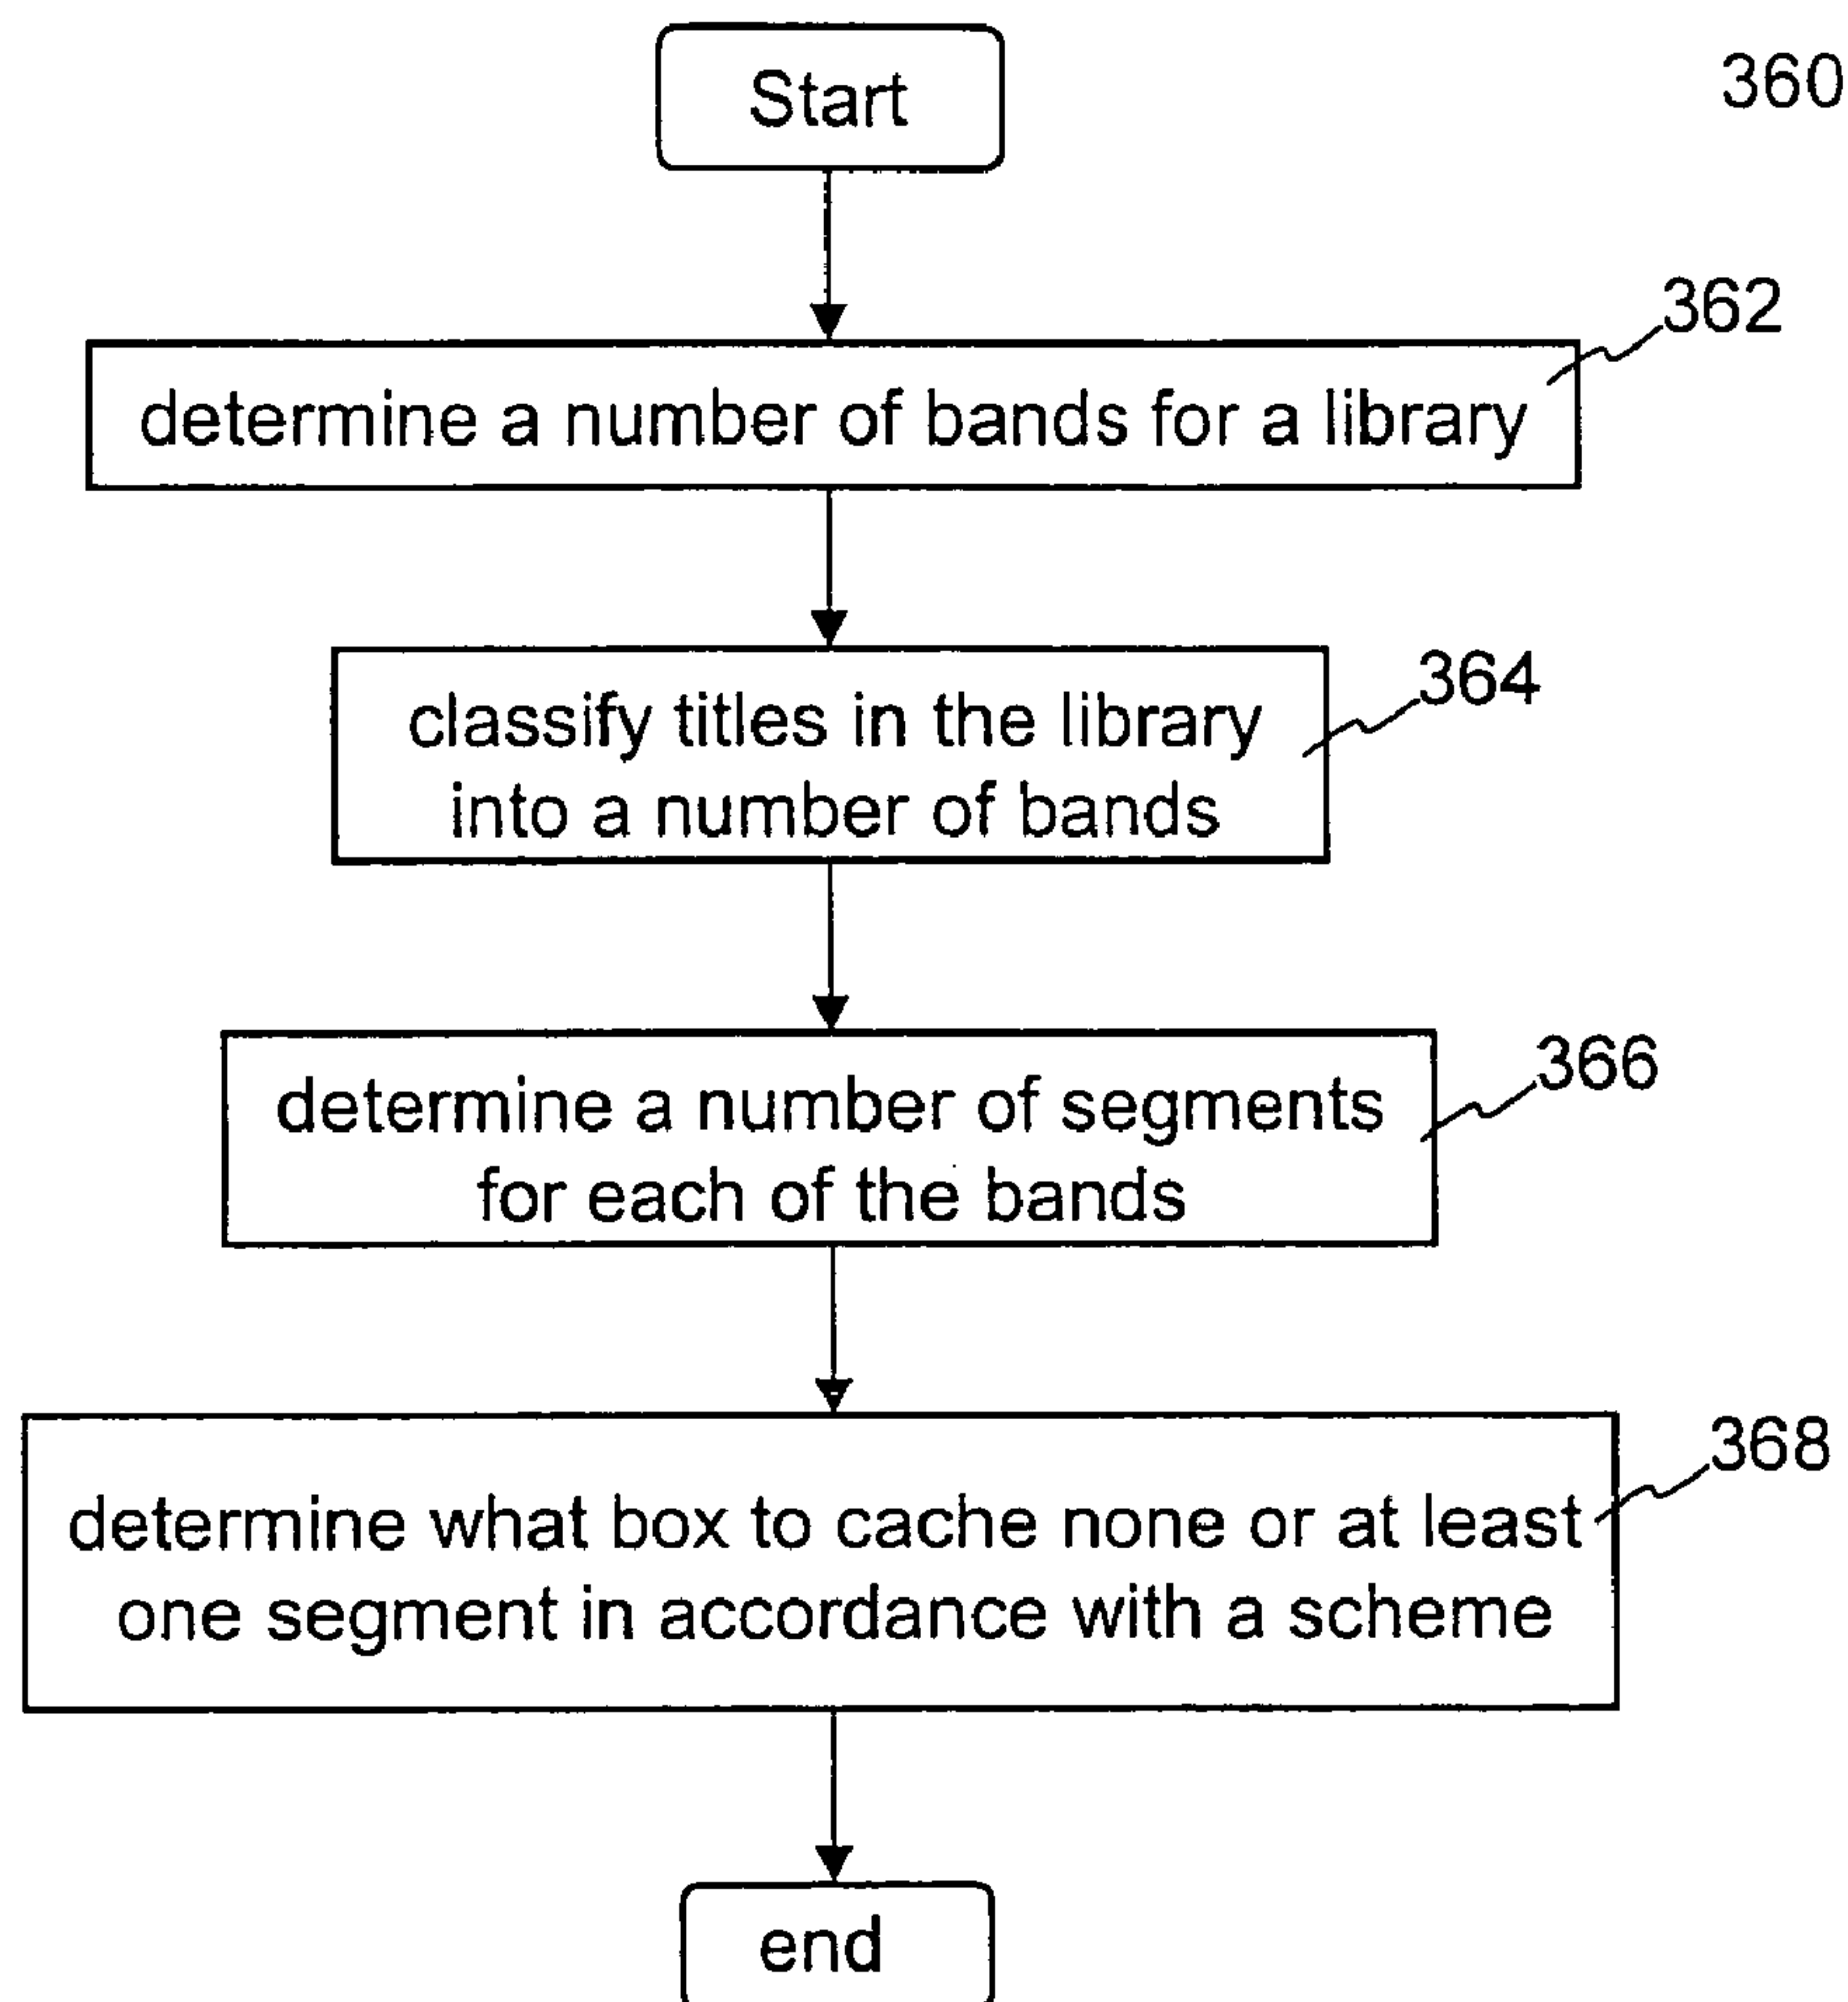 Start
360
362
determine a number of bands for a library
364
classify titles in the library
into a number of bands
366
determine a number of segments
for each of the bands
368
determine what box to cache none or at least
one segment in accordance with a scheme
end